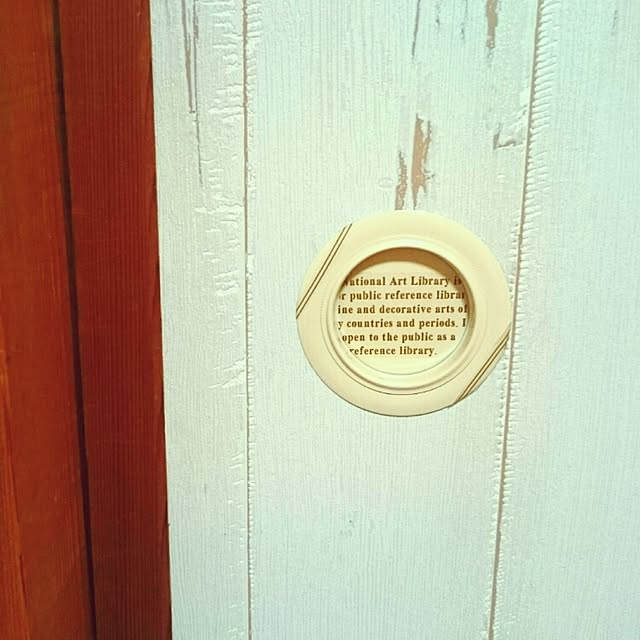 National Art Library is
or public reference librar
ine and decorative arts of
y countries and periods. I
open to the public as a
reference library.